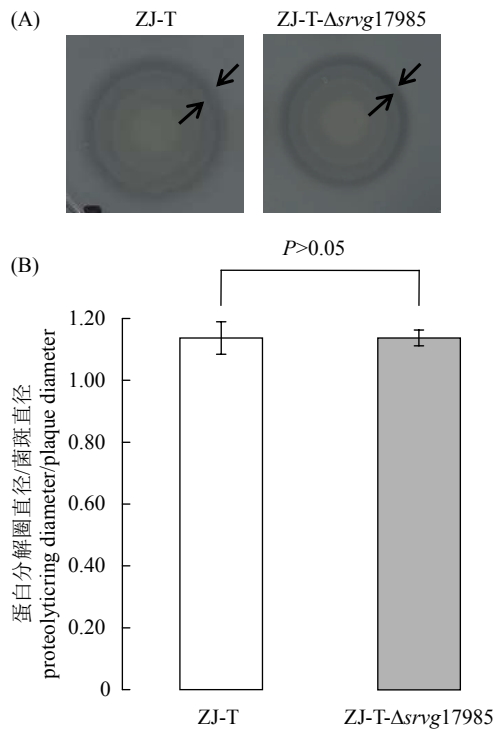 (A)
ZJ-T
ZJ-T-Δsrvg17985
(B)
P>0.05
蛋白分解圈直径/菌斑直径
proteolyticring diameter/plaque diameter
1.20
1.00
0.80
0.60
0.40
0.20
0
ZJ-T
ZJ-T-Δsrvg17985